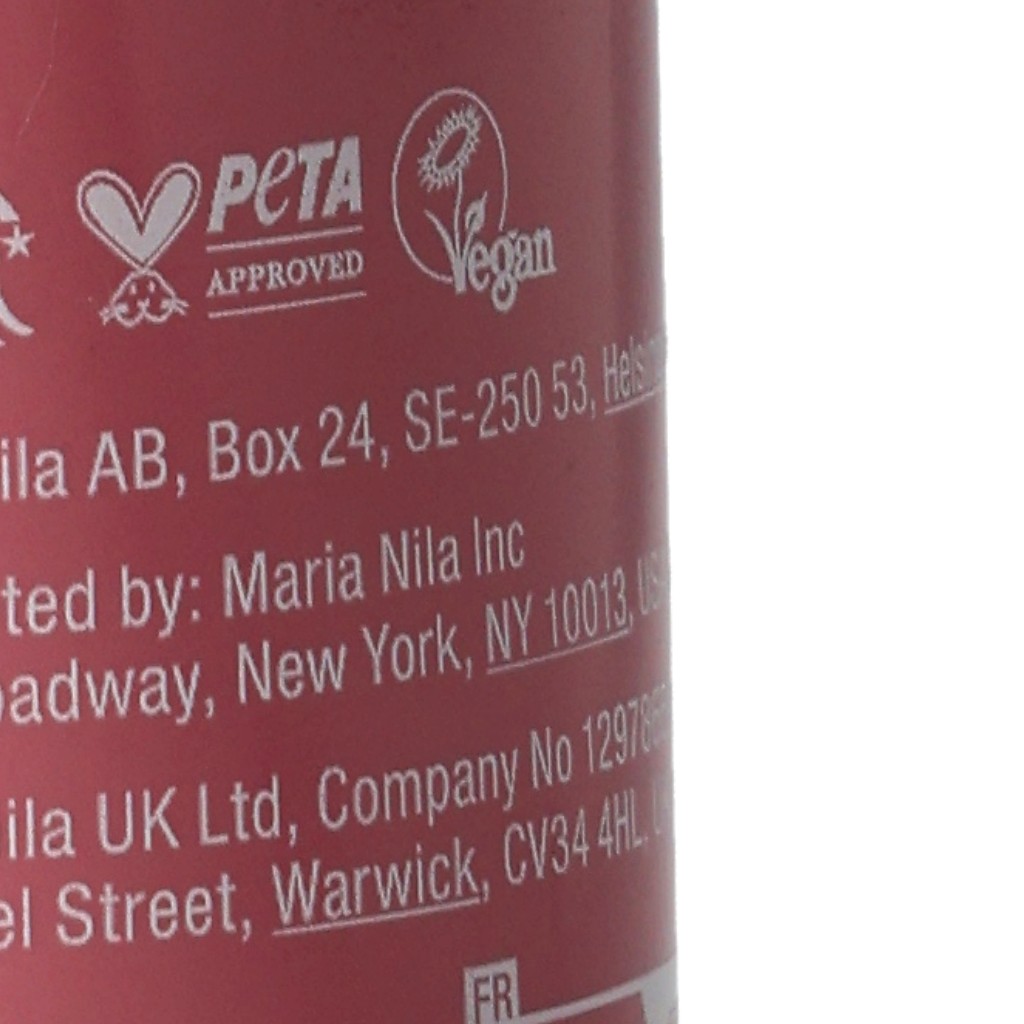 PETA
APPROVED
Vegan
ila AB, Box 24, SE-250 53,
ted by: Maria Nila Inc
oadway, New York, NY 10013, USA
ila UK Ltd, Company No
el Street, Warwick, CV34 4HL.
FR